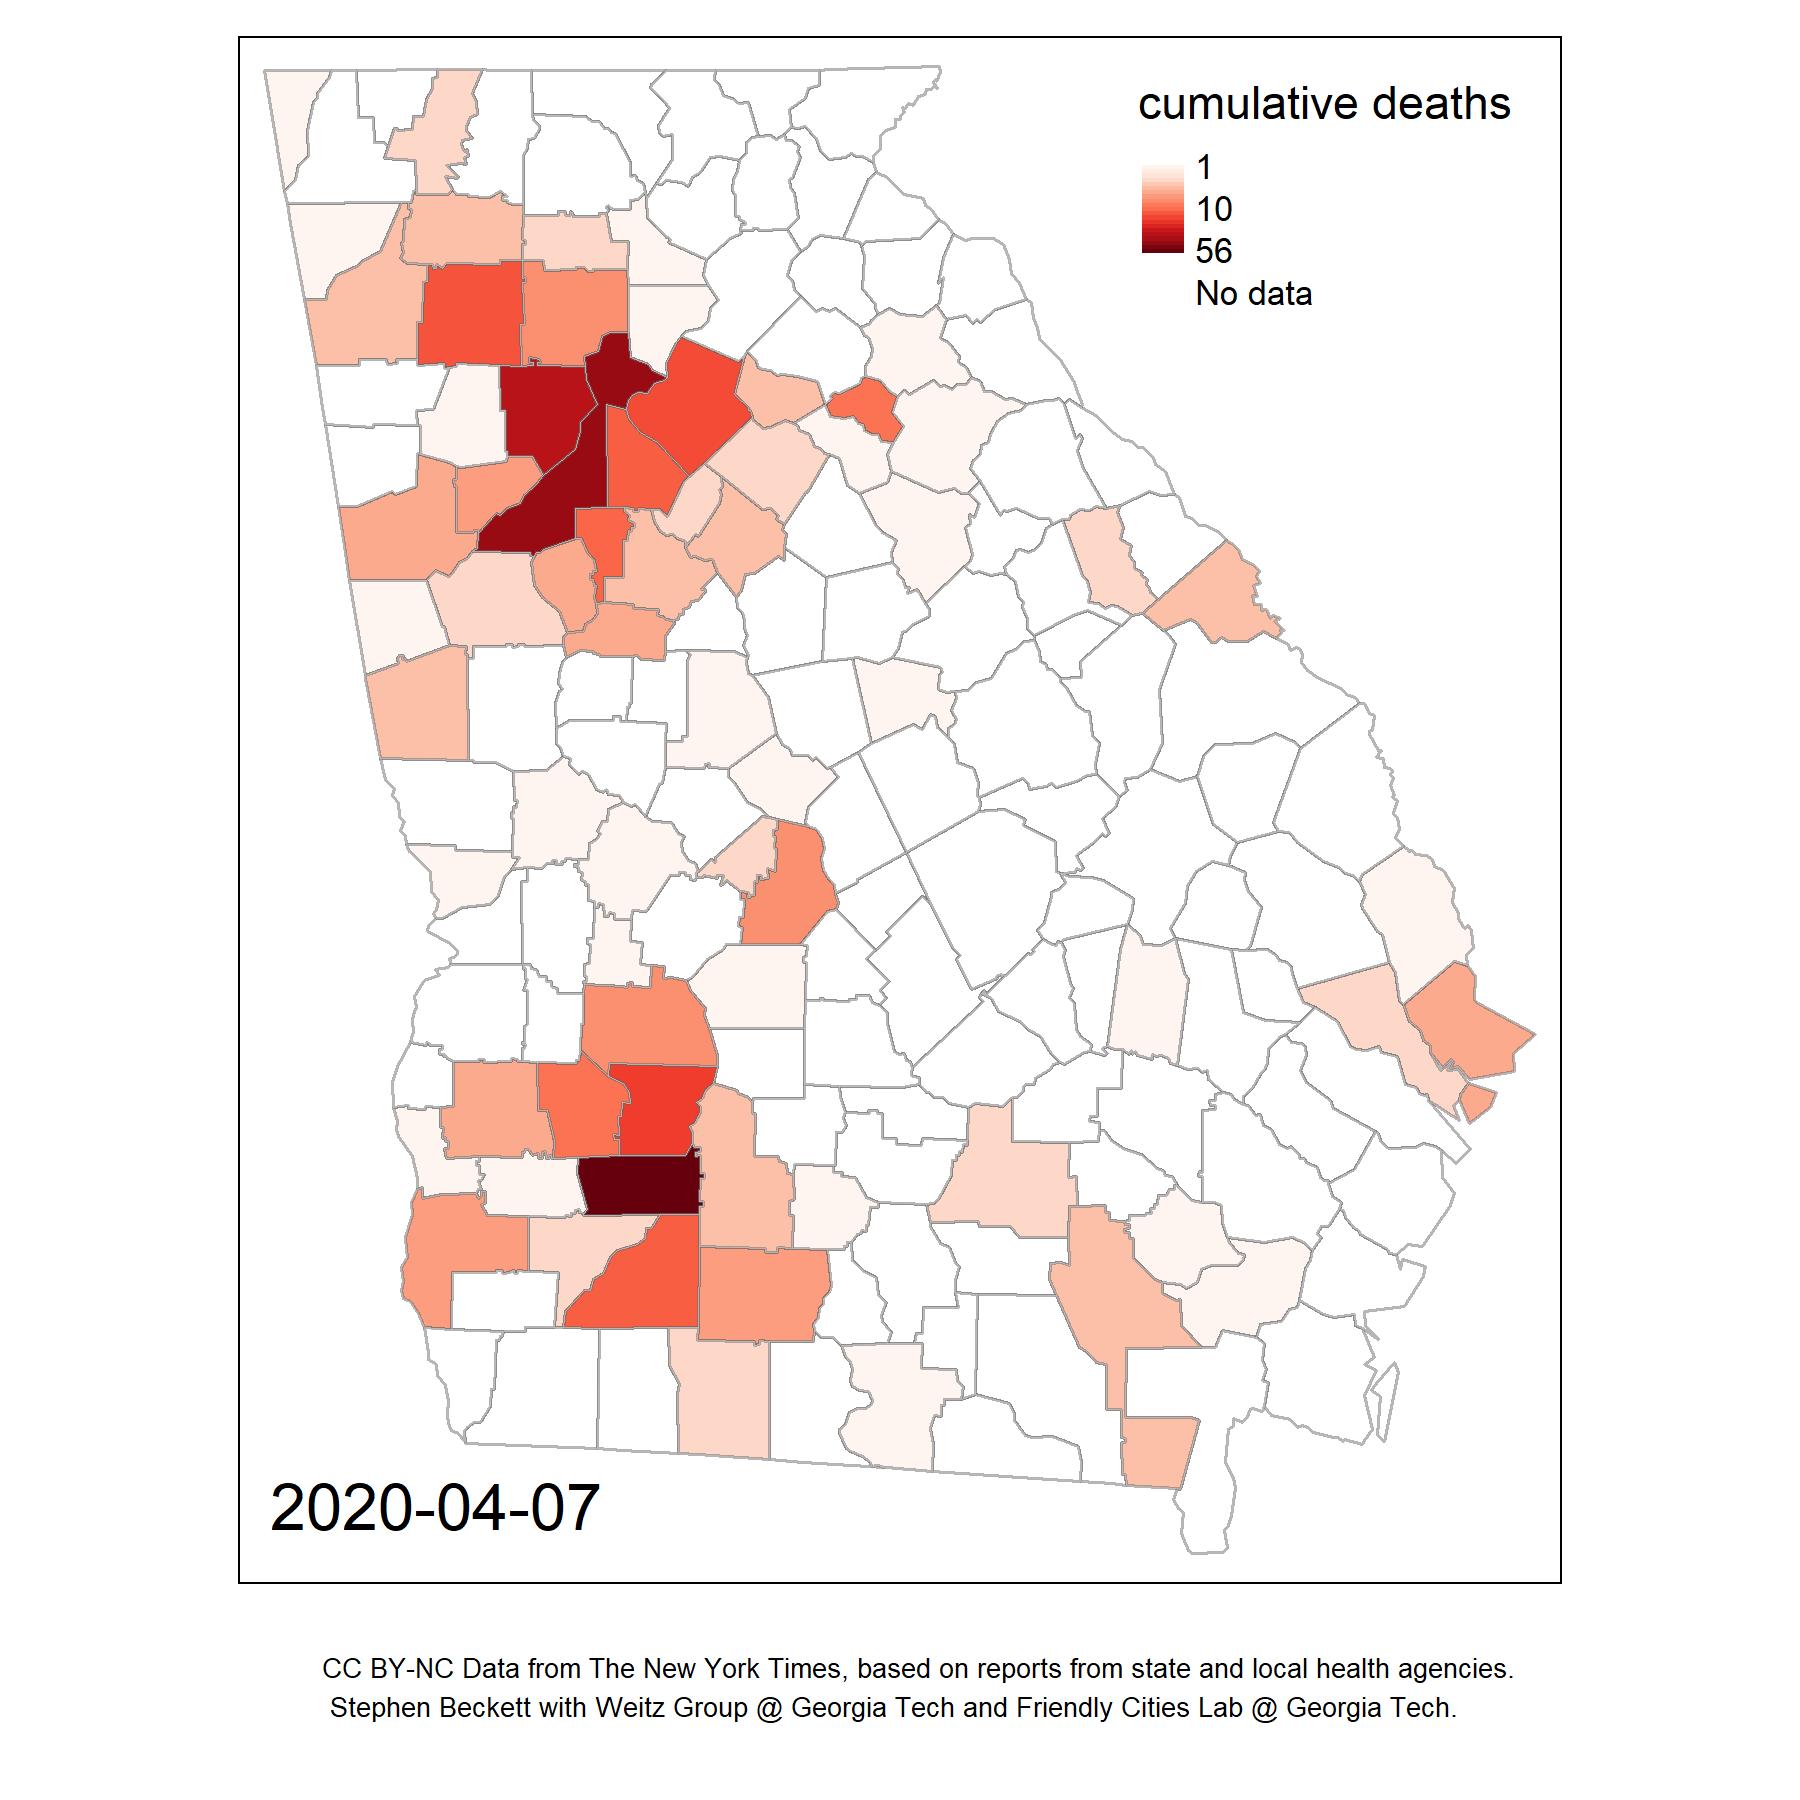 cumulative deaths
1
10
56
No data
2020-04-07
CC BY-NC Data from The New York Times, based on reports from state and local health agencies.
Stephen Beckett with Weitz Group @ Georgia Tech and Friendly Cities Lab @ Georgia Tech.